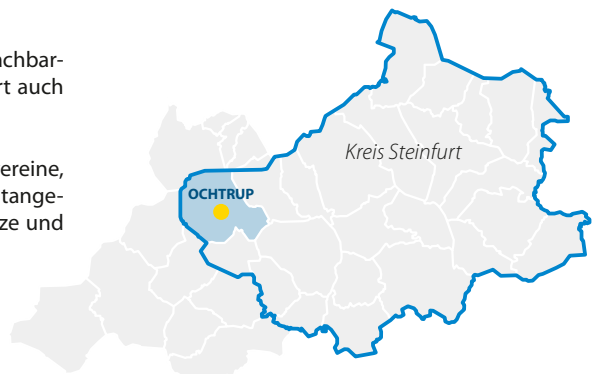 achbar-
rt auch
ereine,
tange-
ze und
Kreis Steinfurt
OCHTRUP